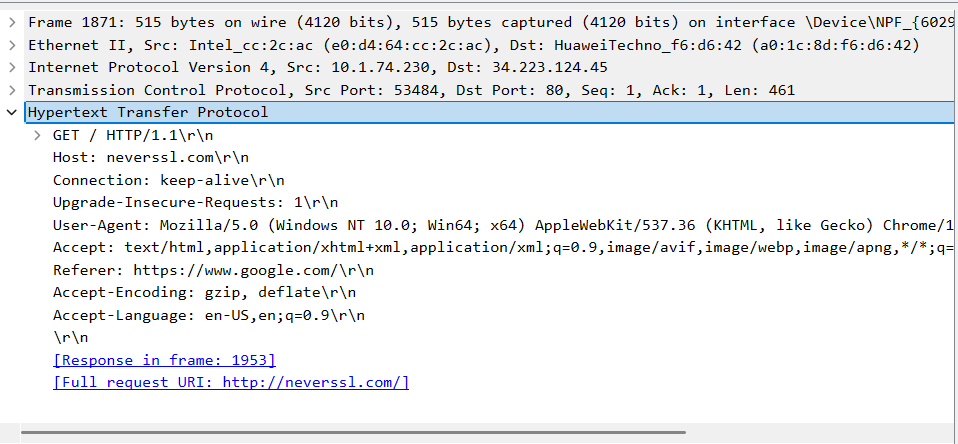 Frame 1871: 515 bytes on wire (4120 bits), 515 bytes captured (4120 bits) on interface \Device\NPF_{6029
Ethernet II, Src: Intel_cc:2c:ac (e0:d4:64:cc:2c:ac), Dst: HuaweiTechno_f6:d6:42 (a0:1c:8d:f6:d6:42)
Internet Protocol Version 4, Src: 10.1.74.230, Dst: 34.223.124.45
Transmission Control Protocol, Src Port: 53484, Dst Port: 80, Seq: 1, Ack: 1, Len: 461
Hypertext Transfer Protocol
GET / HTTP/1.1\r\n
Host: neverssl.com\r\n
Connection: keep-alive\r\n
Upgrade-Insecure-Requests: 1\r\n
User-Agent: Mozilla/5.0 (Windows NT 10.0; Win64; x64) AppleWebKit/537.36 (KHTML, like Gecko) Chrome/1
Accept: text/html,application/xhtml+xml,application/xml;q=0.9,image/avif,image/webp,image/apng,*/*;q=
Referer: https://www.google.com/\r\n
Accept-Encoding: gzip, deflate\r\n
Accept-Language: en-US,en;q=0.9\r\n
\r\n
[Response in frame: 1953]
[Full request URI: http://neverssl.com/]